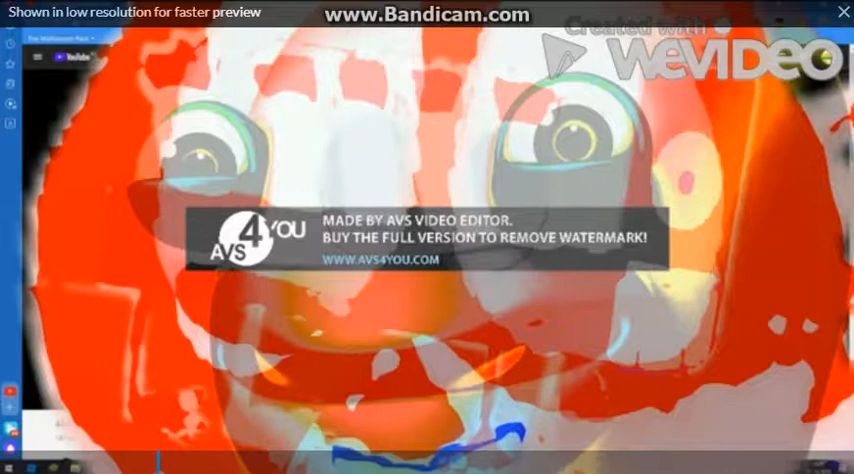 Shown in low resolution for faster preview
www.Bandicam.com
Created with
WEVIDEO
YouTube
AVS4YOU
MADE BY AVS VIDEO EDITOR.
BUY THE FULL VERSION TO REMOVE WATERMARK!
WWW.AVS4YOU.COM